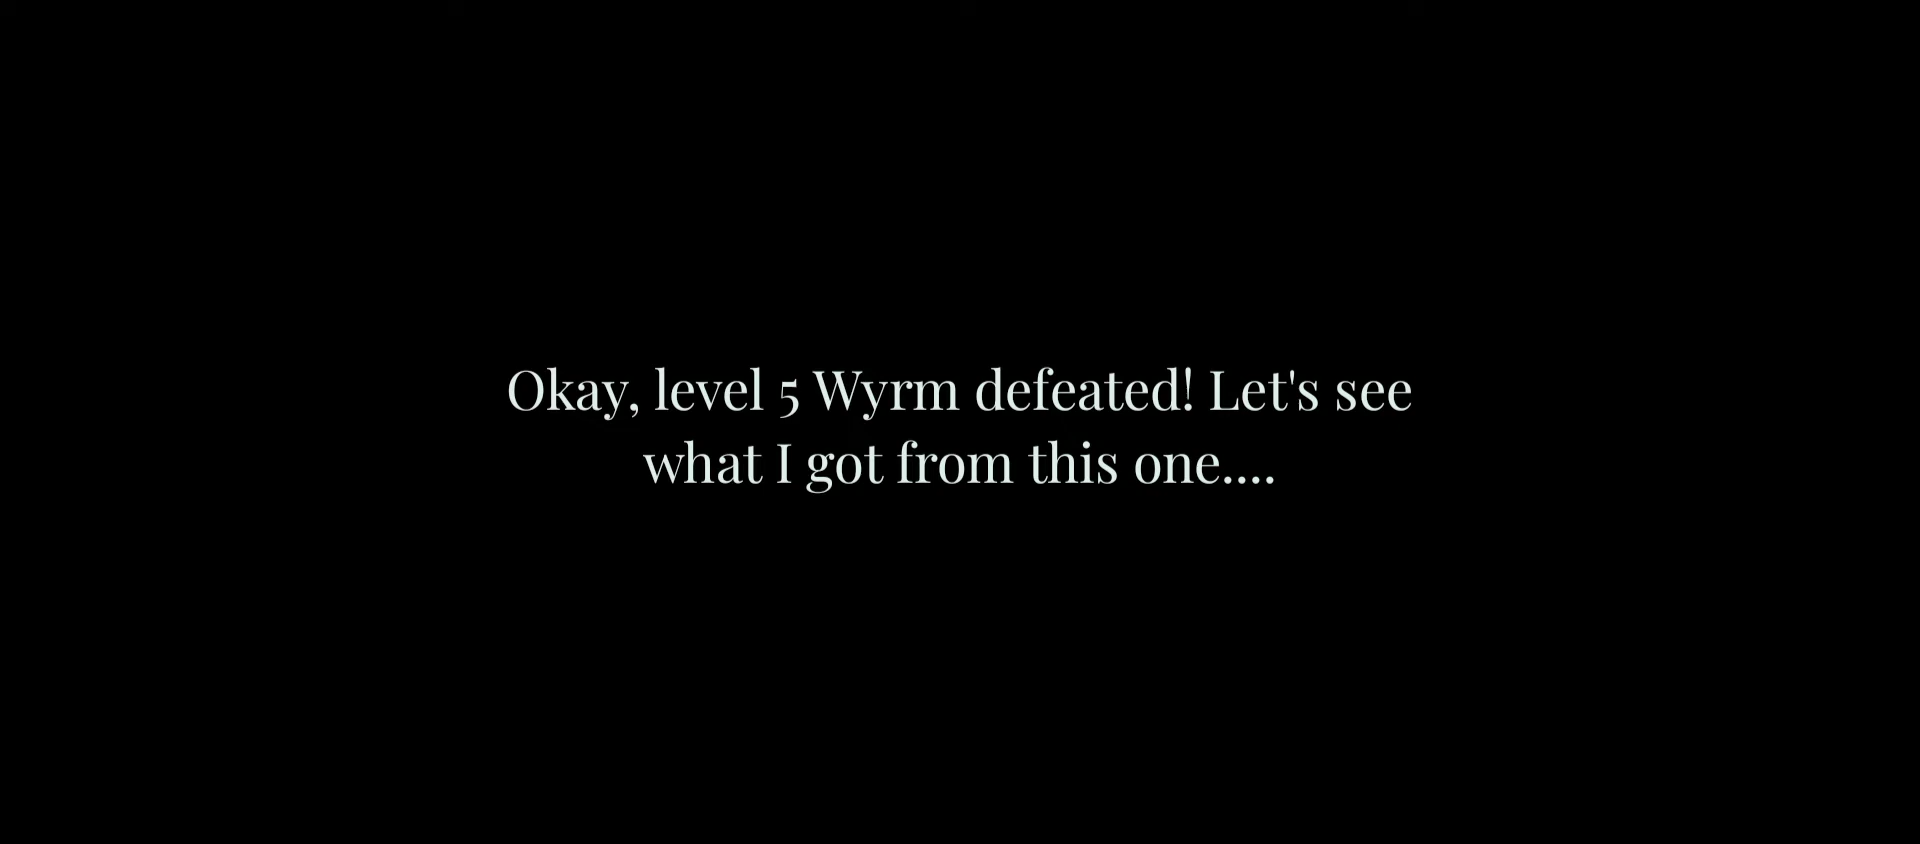 Okay, level 5 Wyrm defeated! Let's see
what I got from this one....